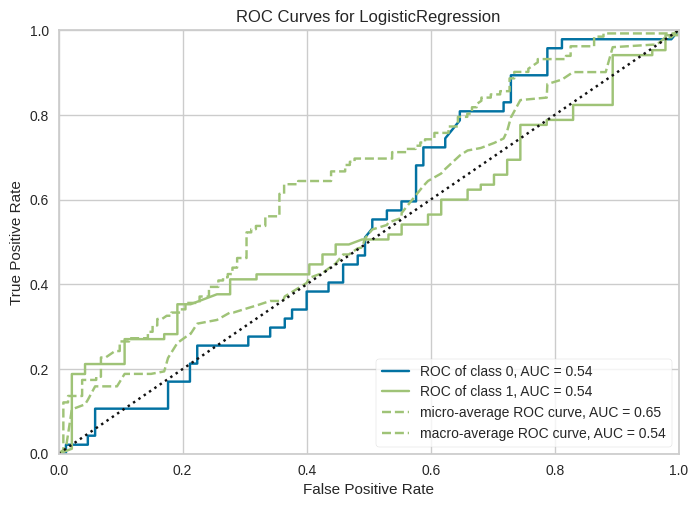 ROC Curves for LogisticRegression
True Positive Rate
1.0
0.8
0.6
0.4
0.2
0.0
ROC of class 0, AUC = 0.54
ROC of class 1, AUC = 0.54
micro-average ROC curve, AUC = 0.65
macro-average ROC curve, AUC = 0.54
0.0 0.2 0.4 0.6 0.8 1.0
False Positive Rate